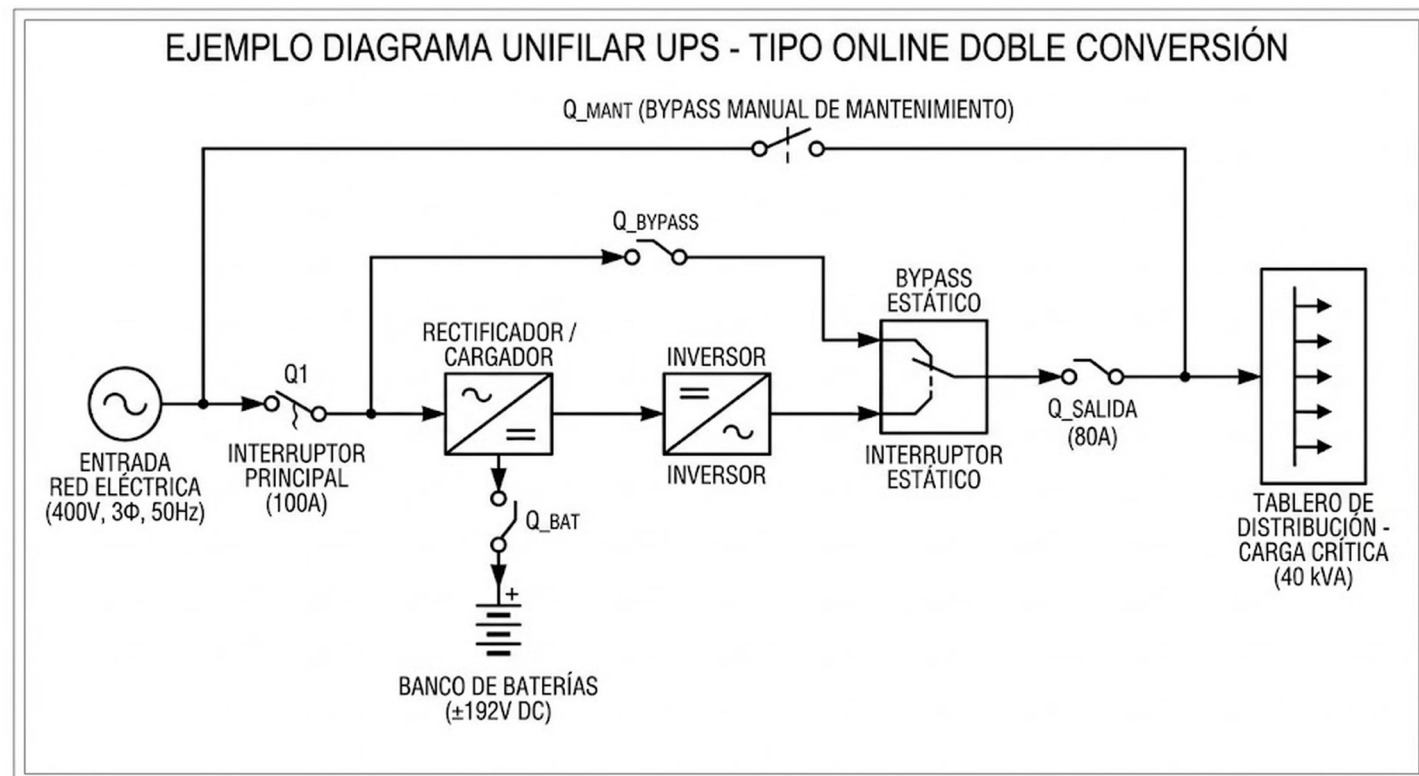 EJEMPLO DIAGRAMA UNIFILAR UPS - TIPO ONLINE DOBLE CONVERSIÓN
Q_MANT (BYPASS MANUAL DE MANTENIMIENTO)
Q_BYPASS
BYPASS
ESTÁTICO
RECTIFICADOR /
CARGADOR
INVERSOR
Q1
INTERRUPTOR
PRINCIPAL
(100A)
ENTRADA
RED ELÉCTRICA
(400V, 3Φ, 50Hz)
INVERSOR
INTERRUPTOR
ESTÁTICO
Q_SALIDA
(80A)
Q_BAT
+
BANCO DE BATERÍAS
(±192V DC)
TABLERO DE
DISTRIBUCIÓN -
CARGA CRÍTICA
(40 kVA)